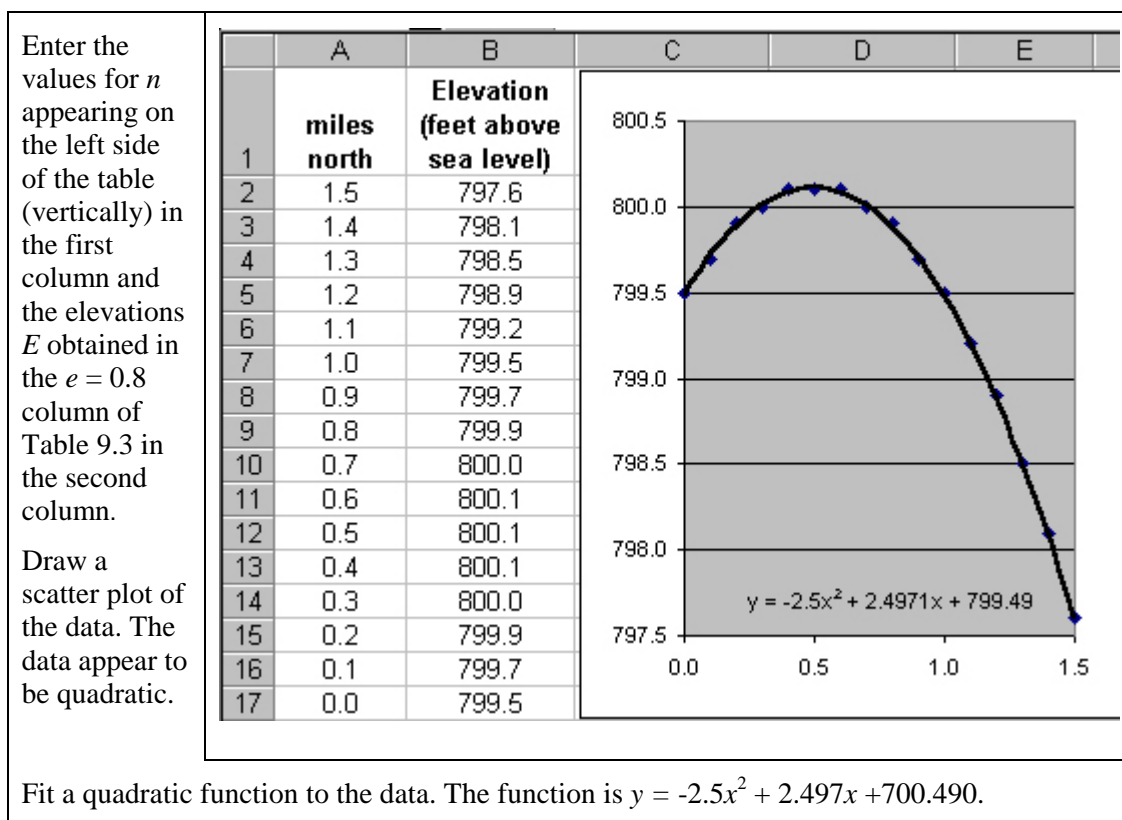 Enter the
values for n
appearing on
the left side
of the table
(vertically) in
the first
column and
the elevations
E obtained in
the e = 0.8
column of
Table 9.3 in
the second
column.
Draw a
scatter plot of
the data. The
data appear to
be quadratic.
A B C D E
1 miles north Elevation (feet above sea level)
2 1.5 797.6
3 1.4 798.1
4 1.3 798.5
5 1.2 798.9
6 1.1 799.2
7 1.0 799.5
8 0.9 799.7
9 0.8 799.9
10 0.7 800.0
11 0.6 800.1
12 0.5 800.1
13 0.4 800.1
14 0.3 800.0
15 0.2 799.9
16 0.1 799.7
17 0.0 799.5
800.5
800.0
799.5
799.0
798.5
798.0
797.5
y = -2.5x² + 2.4971x + 799.49
0.0 0.5 1.0 1.5
Fit a quadratic function to the data. The function is y = -2.5x² + 2.497x +700.490.